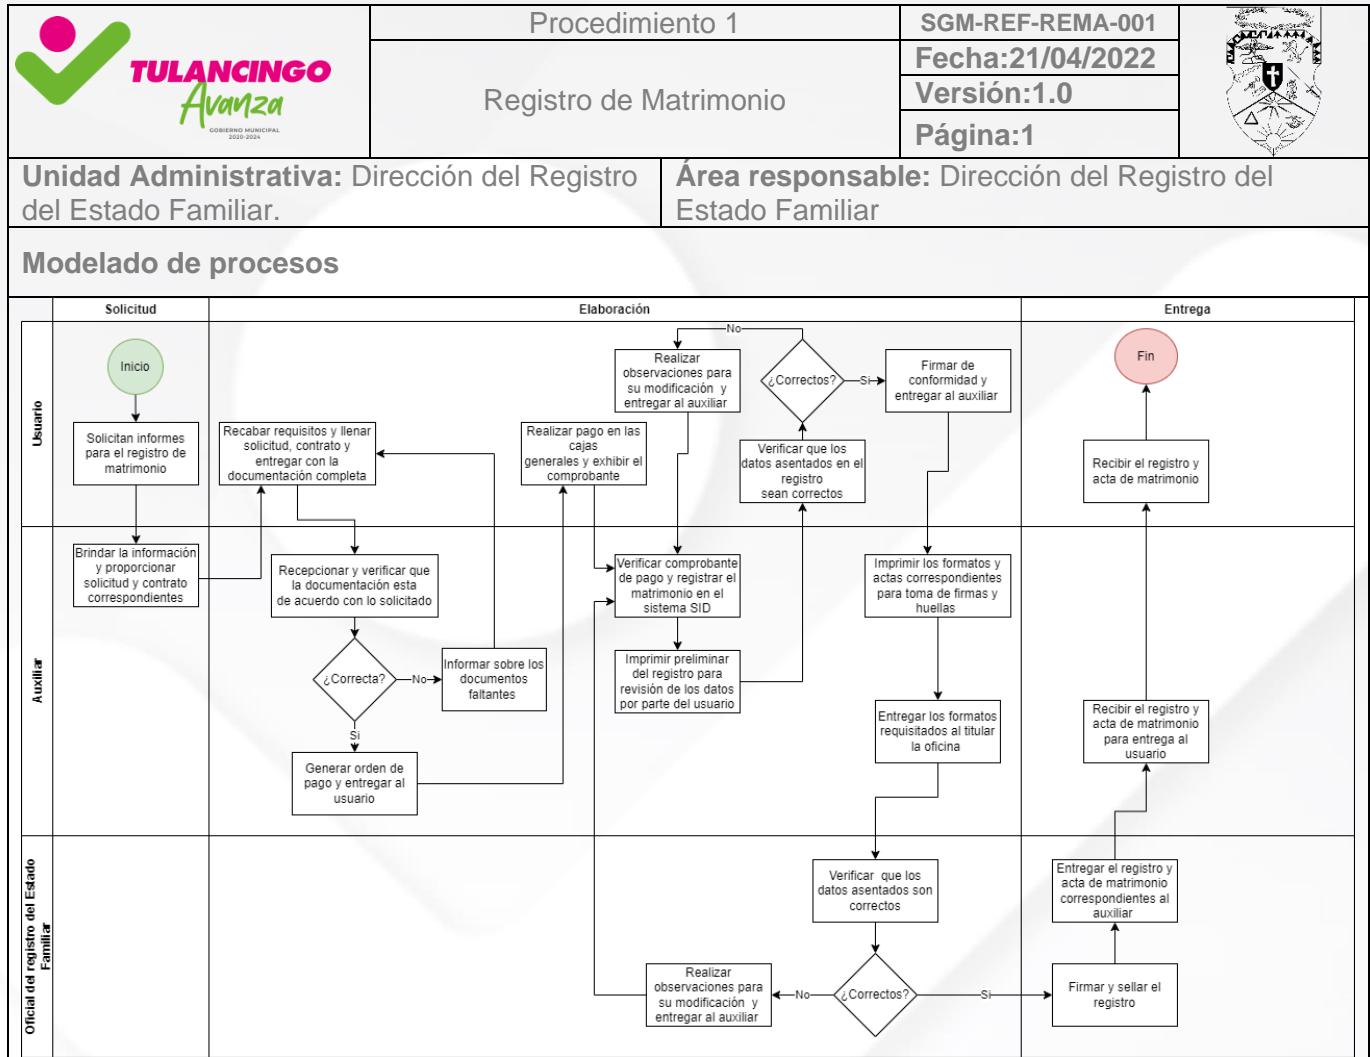 TULANCINGO
Avanza
GOBIERNO MUNICIPAL
2020-2024
Procedimiento 1
Registro de Matrimonio
SGM-REF-REMA-001
Fecha:21/04/2022
Versión:1.0
Página:1
Unidad Administrativa: Dirección del Registro
del Estado Familiar.
Área responsable: Dirección del Registro del
Estado Familiar
Modelado de procesos
Solicitud
Elaboración
Entrega
Usuario
Inicio
Solicitan informes
para el registro de
matrimonio
Recabar requisitos y llenar
solicitud, contrato y
entregar con la
documentación completa
Realizar pago en las
cajas
generales y exhibir el
comprobante
No
Realizar
observaciones para
su modificación y
entregar al auxiliar
¿Correctos?
Si
Verificar que los
datos asentados en el
registro
sean correctos
Firmar de
conformidad y
entregar al auxiliar
Fin
Recibir el registro y
acta de matrimonio
Auxiliar
Brindar la información
y proporcionar
solicitud y contrato
correspondientes
Recepcionar y verificar que
la documentación esta
de acuerdo con lo solicitado
¿Correcta?
No
Informar sobre los
documentos
faltantes
Si
Generar orden de
pago y entregar al
usuario
Verificar comprobante
de pago y registrar el
matrimonio en el
sistema SID
Imprimir preliminar
del registro para
revisión de los datos
por parte del usuario
Imprimir los formatos y
actas correspondientes
para toma de firmas y
huellas
Entregar los formatos
requisitados al titular
la oficina
Recibir el registro y
acta de matrimonio
para entrega al
usuario
Oficial del registro del Estado
Familiar
Verificar que los
datos asentados son
correctos
¿Correctos?
No
Realizar
observaciones para
su modificación y
entregar al auxiliar
Si
Firmar y sellar el
registro
Entregar el registro y
acta de matrimonio
correspondientes al
auxiliar